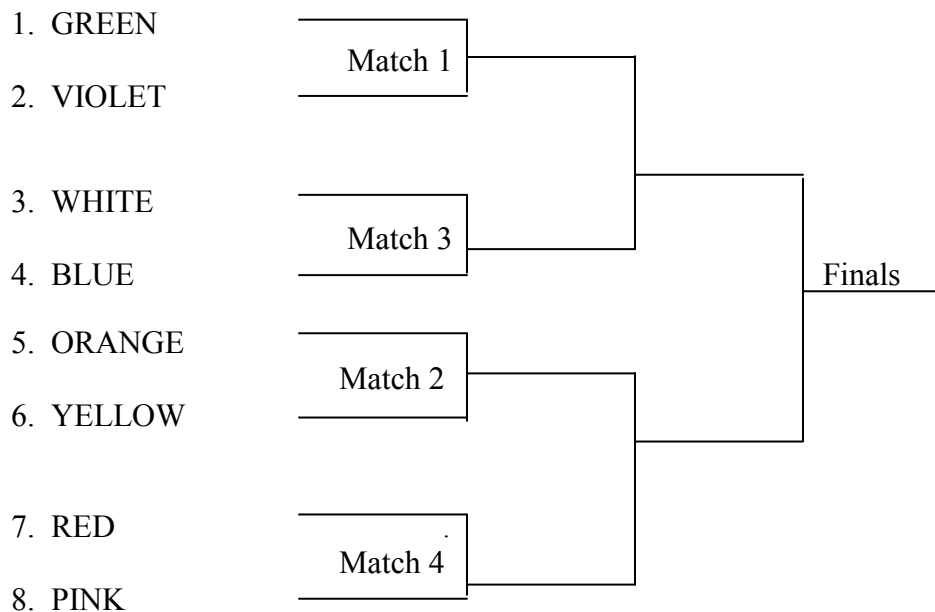 1. GREEN
Match 1
2. VIOLET
3. WHITE
Match 3
4. BLUE
Finals
5. ORANGE
Match 2
6. YELLOW
7. RED
Match 4
8. PINK